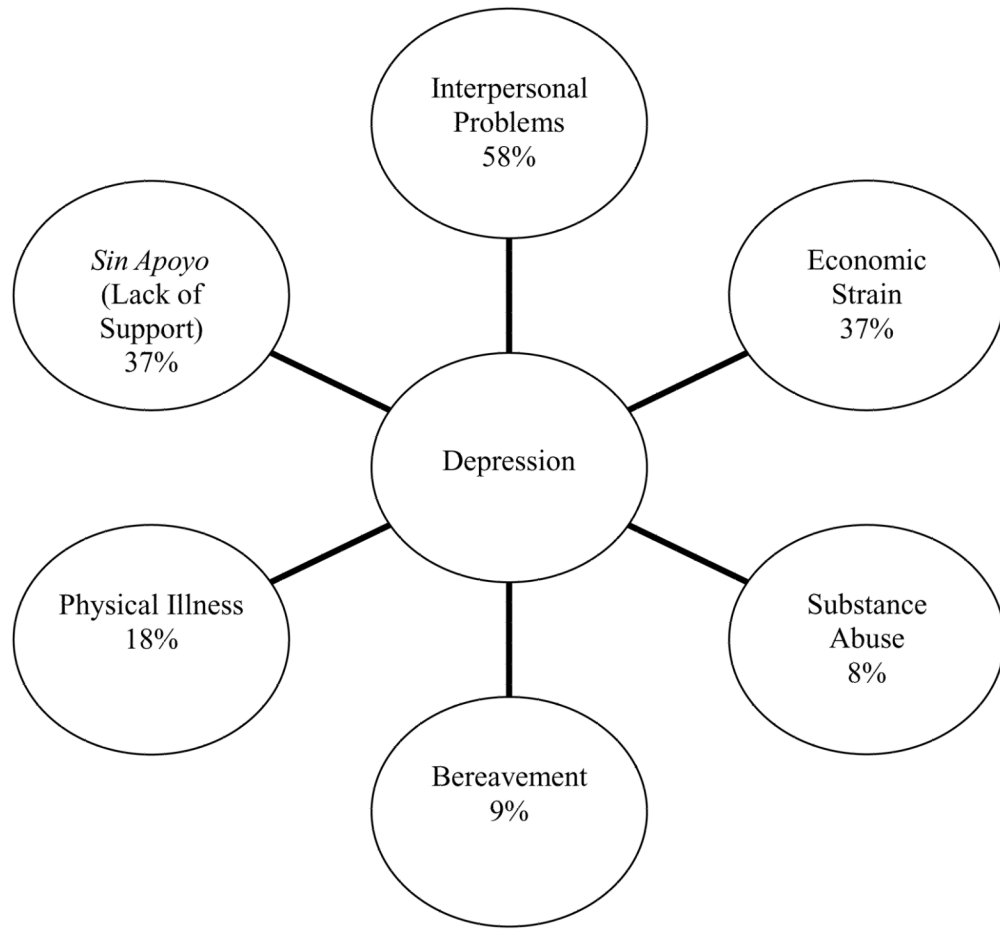 Interpersonal
Problems
58%
Sin Apoyo
(Lack of
Support)
37%
Economic
Strain
37%
Depression
Physical Illness
18%
Substance
Abuse
8%
Bereavement
9%